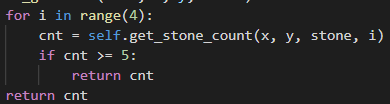 for i in range(4):
    cnt = self.get_stone_count(x, y, stone, i)
    if cnt >= 5:
        return cnt
return cnt